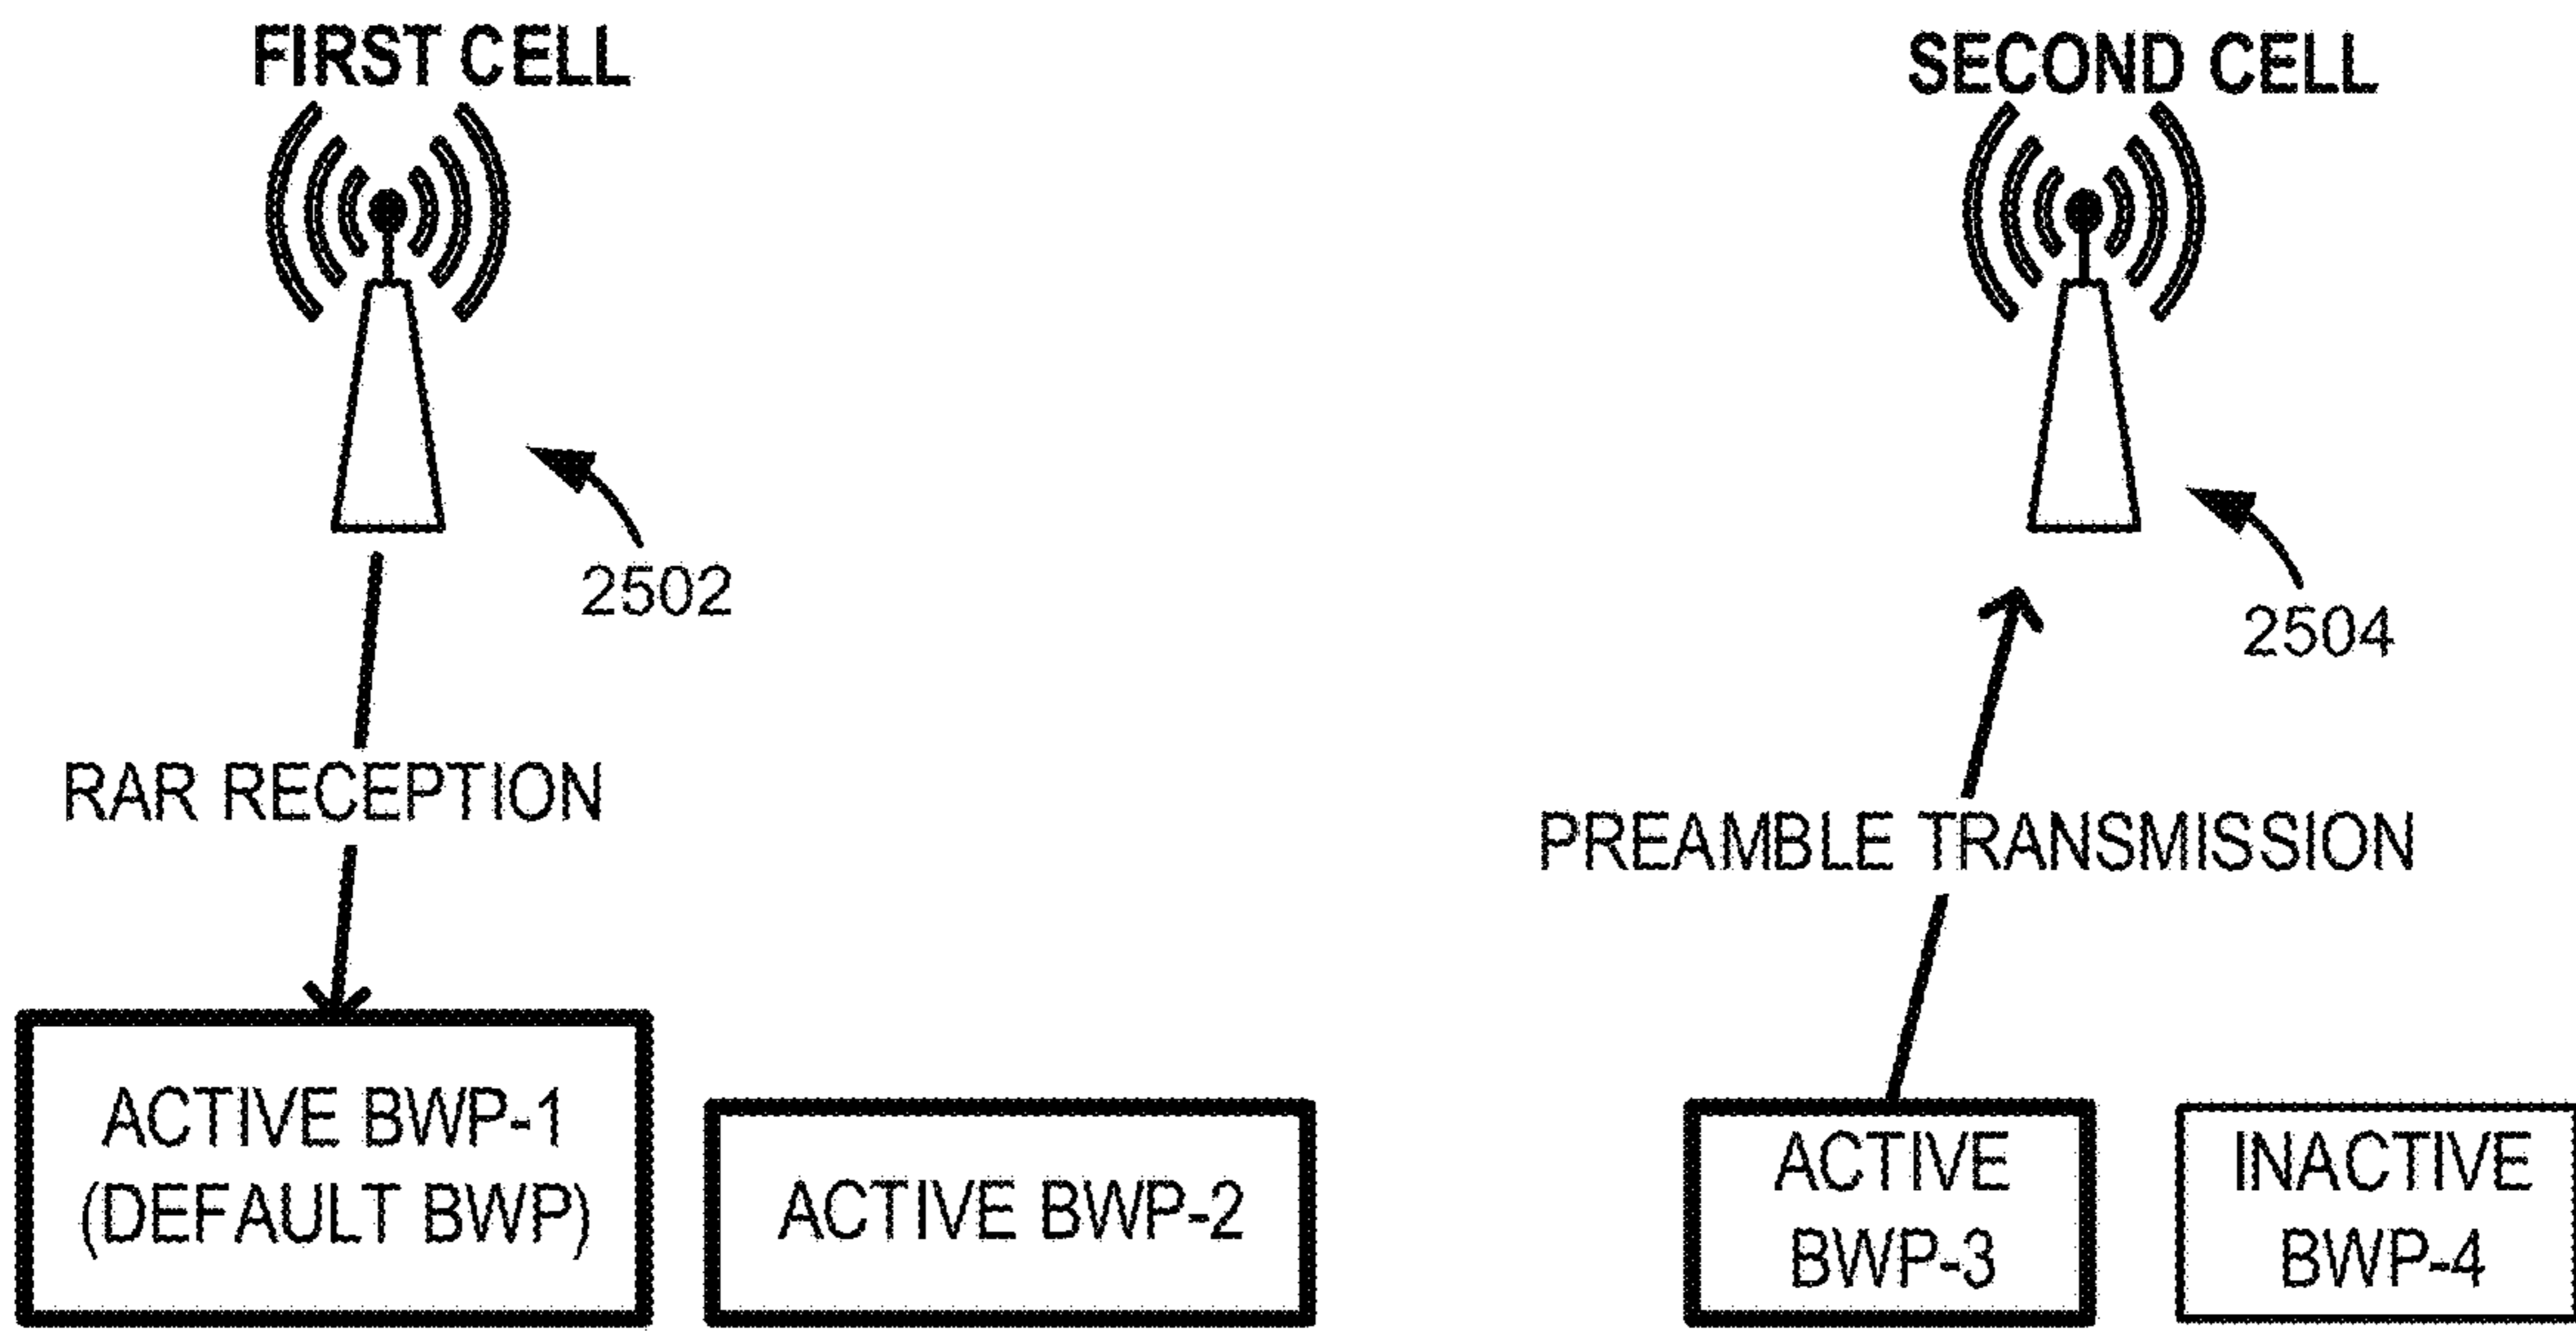 FIRST CELL
2502
RAR RECEPTION
ACTIVE BWP-1
(DEFAULT BWP)
ACTIVE BWP-2
SECOND CELL
2504
PREAMBLE TRANSMISSION
ACTIVE
BWP-3
INACTIVE
BWP-4